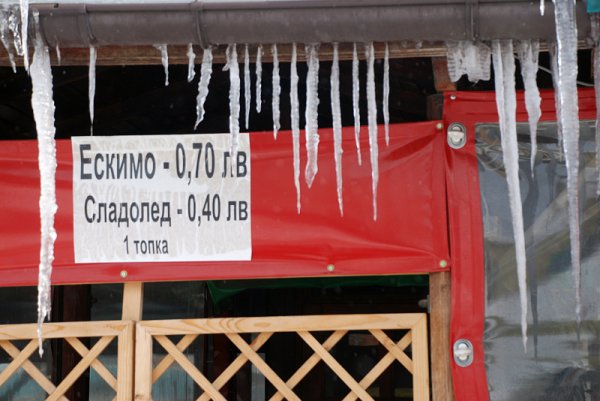 Ескимо - 0,70 лв
Сладолед - 0,40 лв
1 топка